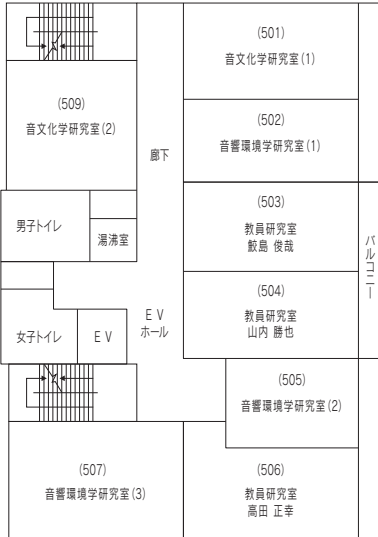 (501)
音文化学研究室(1)
(509)
音文化学研究室(2)
(502)
音響環境学研究室(1)
廊下
(503)
教員研究室
鮫島 俊哉
男子トイレ
湯沸室
バルコニー
(504)
教員研究室
山内 勝也
ＥＶ
ホール
女子トイレ
ＥＶ
(505)
音響環境学研究室(2)
(507)
音響環境学研究室(3)
(506)
教員研究室
高田 正幸